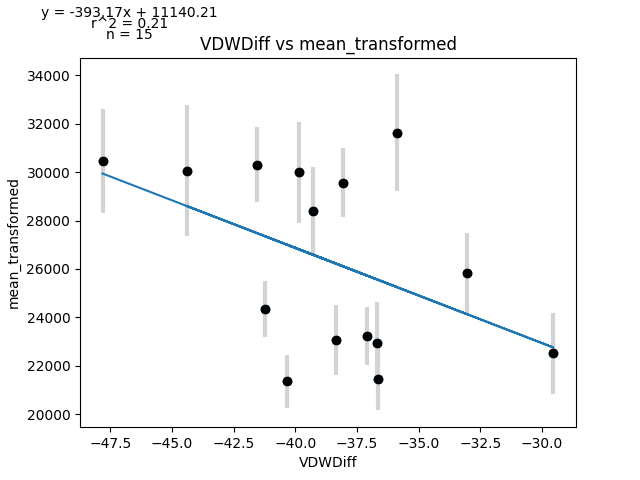 y = -393.17x + 11140.21
r^2 = 0.21
n = 15
VDWDiff vs mean_transformed
mean_transformed
34000
32000
30000
28000
26000
24000
22000
20000
−47.5 −45.0 −42.5 −40.0 −37.5 −35.0 −32.5 −30.0
VDWDiff